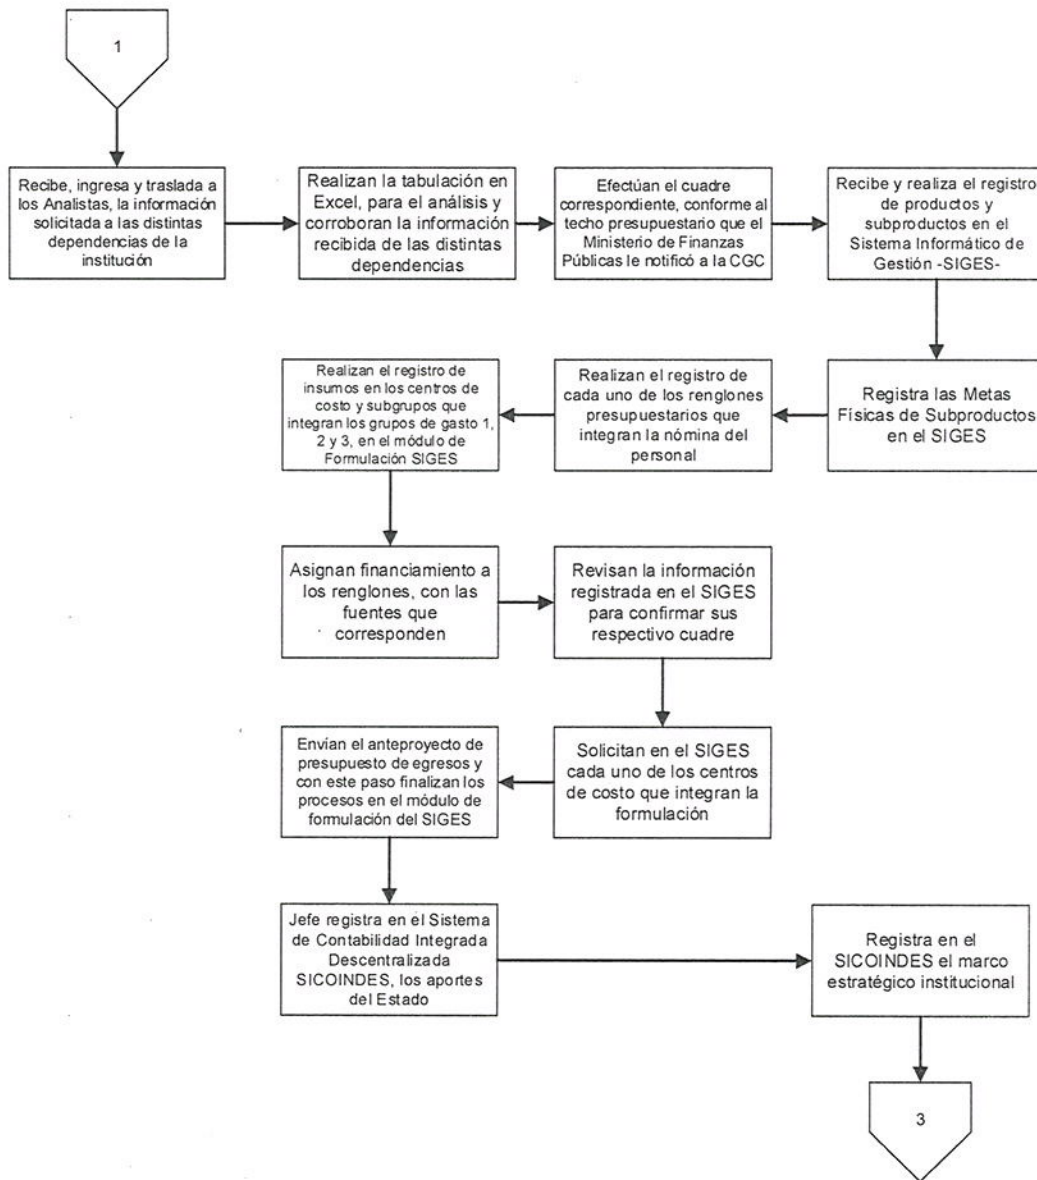 1
Recibe, ingresa y traslada a
los Analistas, la información
solicitada a las distintas
dependencias de la
institución
Realizan la tabulación en
Excel, para el análisis y
corroboran la información
recibida de las distintas
dependencias
Efectúan el cuadre
correspondiente, conforme al
techo presupuestario que el
Ministerio de Finanzas
Públicas le notificó a la CGC
Recibe y realiza el registro
de productos y
subproductos en el
Sistema Informático de
Gestión -SIGES-
Registra las Metas
Físicas de Subproductos
en el SIGES
Realizan el registro de
cada uno de los renglones
presupuestarios que
integran la nómina del
personal
Realizan el registro de
insumos en los centros de
costo y subgrupos que
integran los grupos de gasto 1,
2 y 3, en el módulo de
Formulación SIGES
Asignan financiamiento a
los renglones, con las
fuentes que
corresponden
Revisan la información
registrada en el SIGES
para confirmar sus
respectivo cuadre
Solicitan en el SIGES
cada uno de los centros
de costo que integran la
formulación
Envían el anteproyecto de
presupuesto de egresos y
con este paso finalizan los
procesos en el módulo de
formulación del SIGES
Jefe registra en el Sistema
de Contabilidad Integrada
Descentralizada
SICOINDES, los aportes
del Estado
Registra en el
SICOINDES el marco
estratégico institucional
3